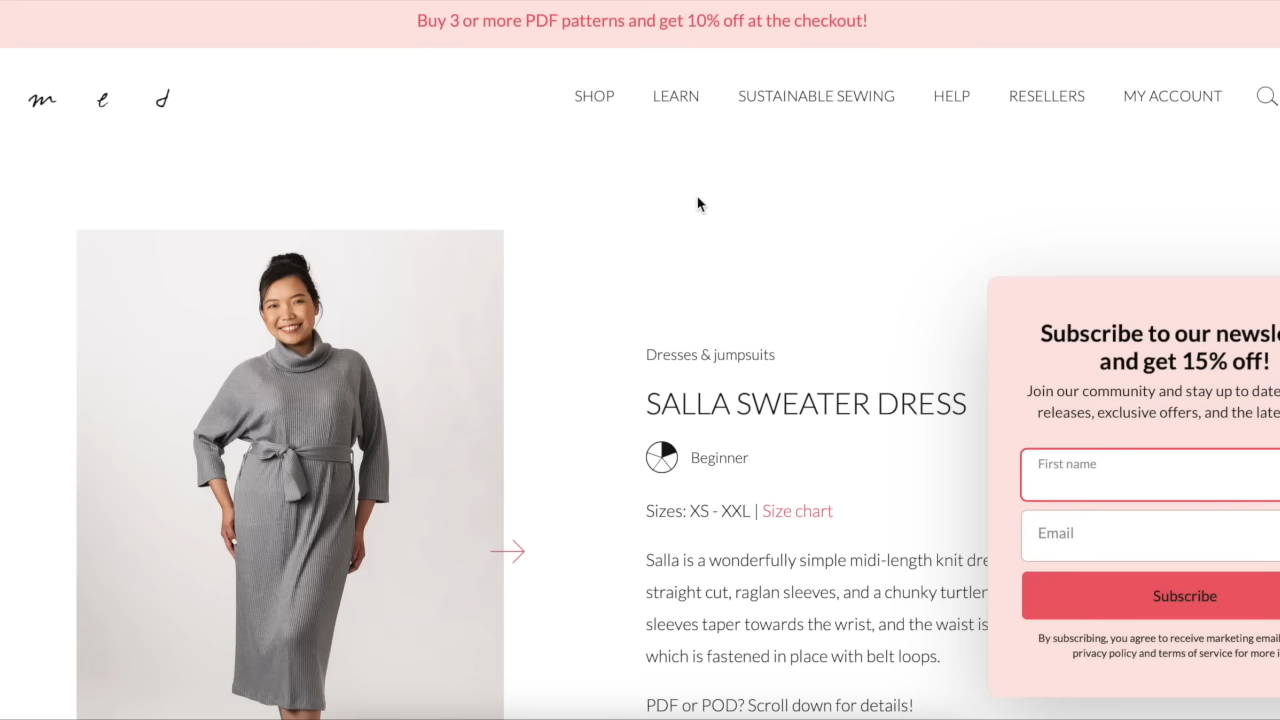 Buy 3 or more PDF patterns and get 10% off at the checkout!
m e d
SHOP LEARN SUSTAINABLE SEWING HELP RESELLERS MY ACCOUNT
Dresses & jumpsuits
SALLA SWEATER DRESS
Beginner
Sizes: XS - XXL | Size chart
Salla is a wonderfully simple midi-length knit
straight cut, raglan sleeves, and a chunky
sleeves taper towards the wrist, and the waist is
which is fastened in place with belt loops.
PDF or POD? Scroll down for details!
Subscribe to our
and get 15% off!
Join our community and stay up to date
releases, exclusive offers, and the
First name
Email
Subscribe
By subscribing, you agree to receive marketing
privacy policy and terms of service for more